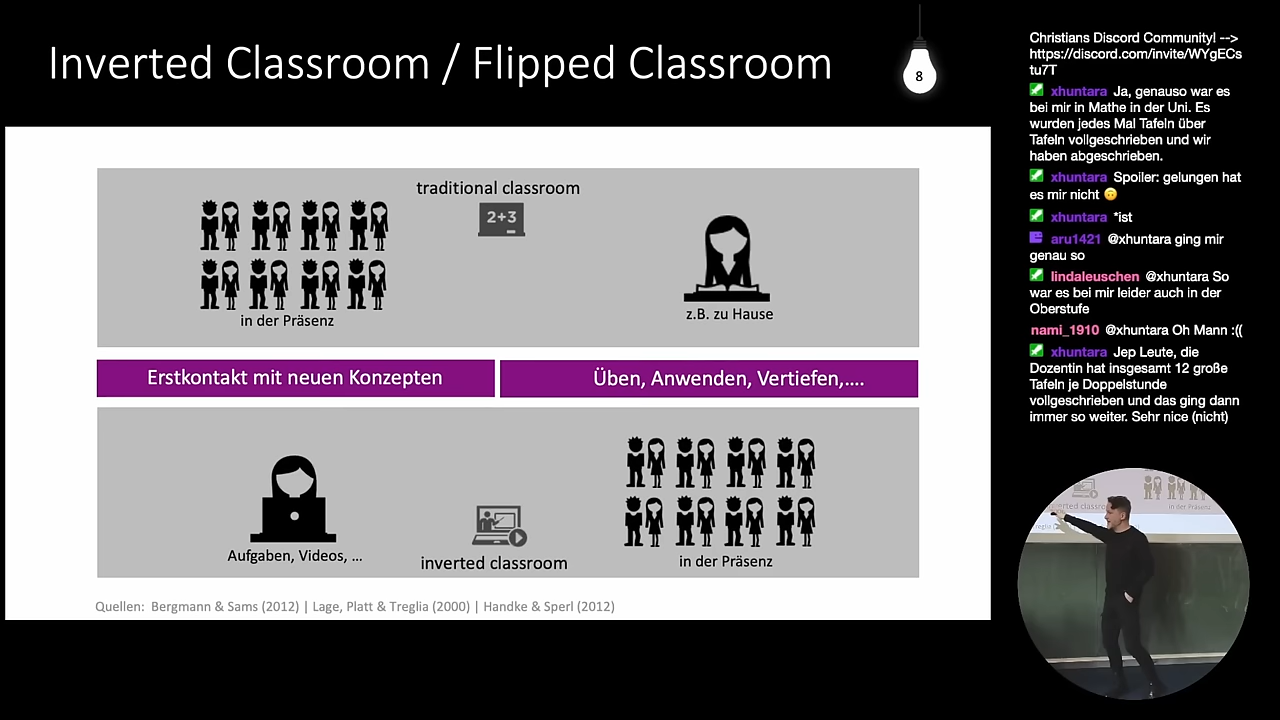 Inverted Classroom / Flipped Classroom
8
traditional classroom
2+3
in der Präsenz
z.B. zu Hause
Erstkontakt mit neuen Konzepten
Üben, Anwenden, Vertiefen,....
Aufgaben, Videos, ...
inverted classroom
in der Präsenz
Quellen: Bergmann & Sams (2012) | Lage, Platt & Treglia (2000) | Handke & Sperl (2012)
Christians Discord Community! -->
https://discord.com/invite/WYgECs
tu7T
xhuntara Ja, genauso war es
bei mir in Mathe in der Uni. Es
wurden jedes Mal Tafeln über
Tafeln vollgeschrieben und wir
haben abgeschrieben.
xhuntara Spoiler: gelungen hat
es mir nicht 🙃
xhuntara *ist
aru1421 @xhuntara ging mir
genau so
lindaleuschen @xhuntara So
war es bei mir leider auch in der
Oberstufe
nami_1910 @xhuntara Oh Mann :((
xhuntara Jep Leute, die
Dozentin hat insgesamt 12 große
Tafeln je Doppelstunde
vollgeschrieben und das ging dann
immer so weiter. Sehr nice (nicht)
in der Präsenz